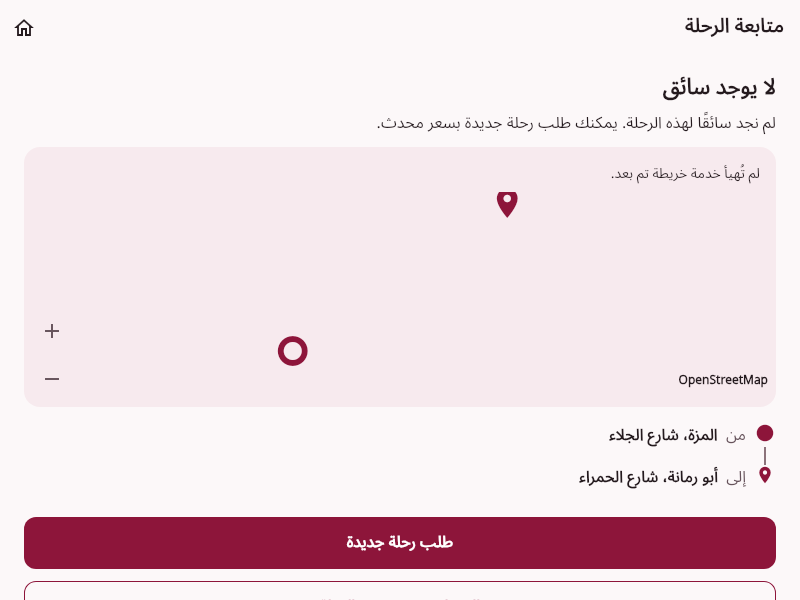 متابعة الرحلة
لا يوجد سائق
لم نجد سائقًا لهذه الرحلة. يمكنك طلب رحلة جديدة بسعر محدث.
لم تُهيأ خدمة خريطة تم بعد.
OpenStreetMap
من المزة، شارع الجلاء
إلى أبو رمانة، شارع الحمراء
طلب رحلة جديدة